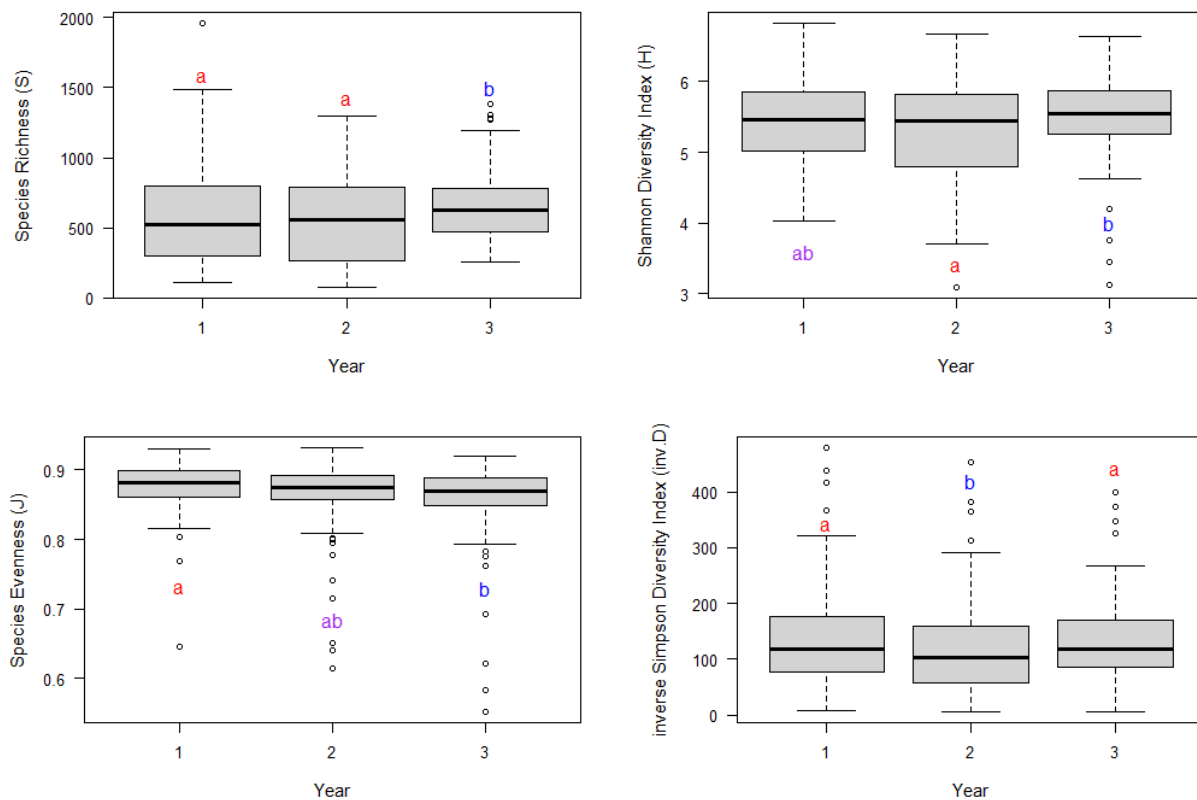 Species Richness (S)
2000
1500
1000
500
0
a
a
b
1
2
3
Year
Shannon Diversity Index (H)
6
5
4
3
ab
a
b
1
2
3
Year
Species Evenness (J)
0.9
0.8
0.7
0.6
a
ab
b
1
2
3
Year
inverse Simpson Diversity Index (inv.D)
400
300
200
100
0
a
b
a
1
2
3
Year